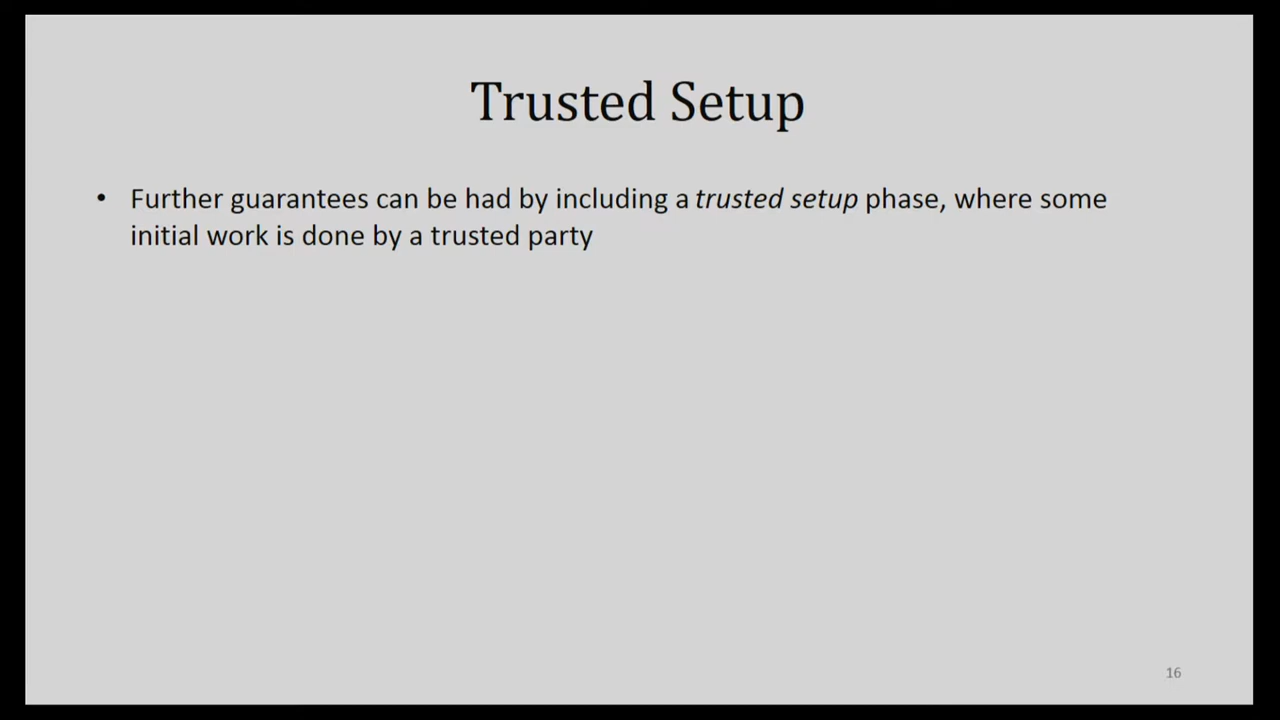 Trusted Setup
• Further guarantees can be had by including a trusted setup phase, where some
initial work is done by a trusted party
16